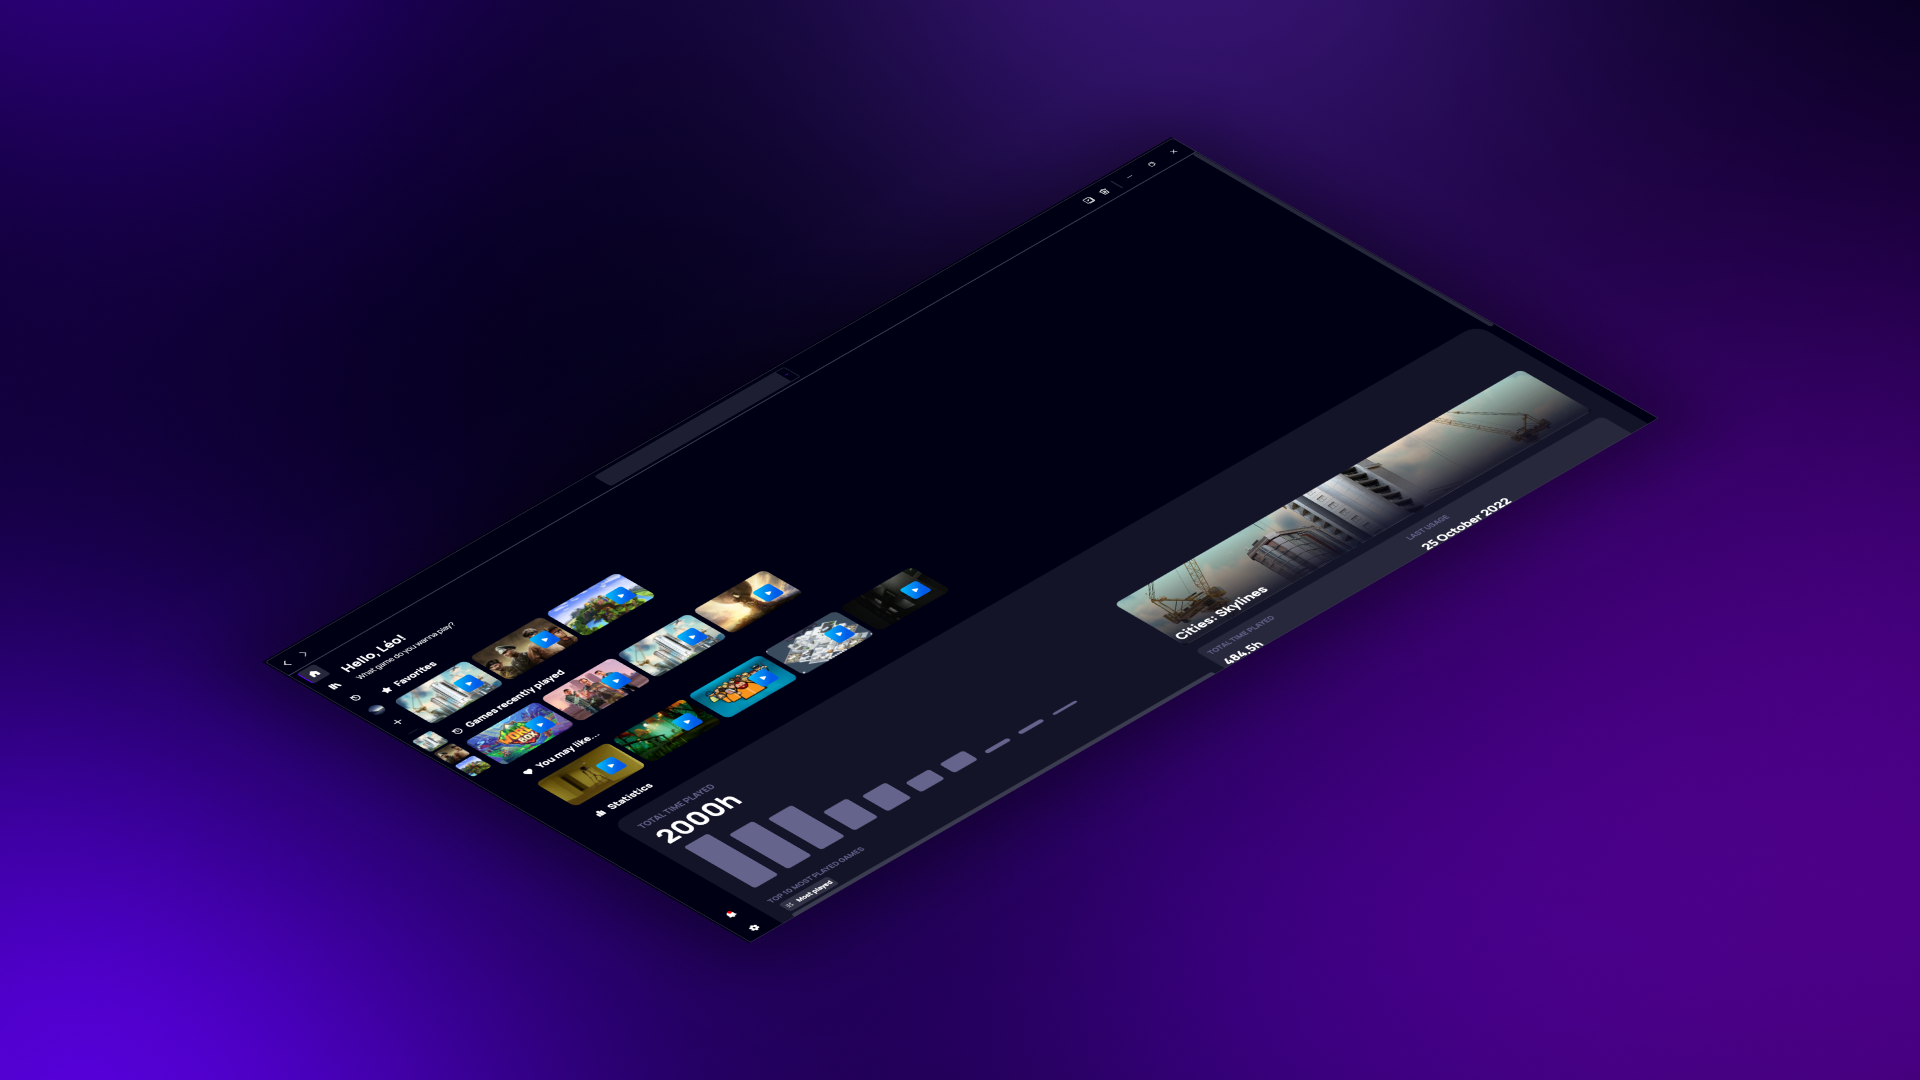 Hello, Léo!
What game do you wanna play?
Favorites
Games recently played
WORLD
BOX
You may like...
Statistics
TOTAL TIME PLAYED
2000h
TOP 10 MOST PLAYED GAMES
Most played
Cities: Skylines
TOTAL TIME PLAYED
484.5h
LAST USAGE
25 October 2022